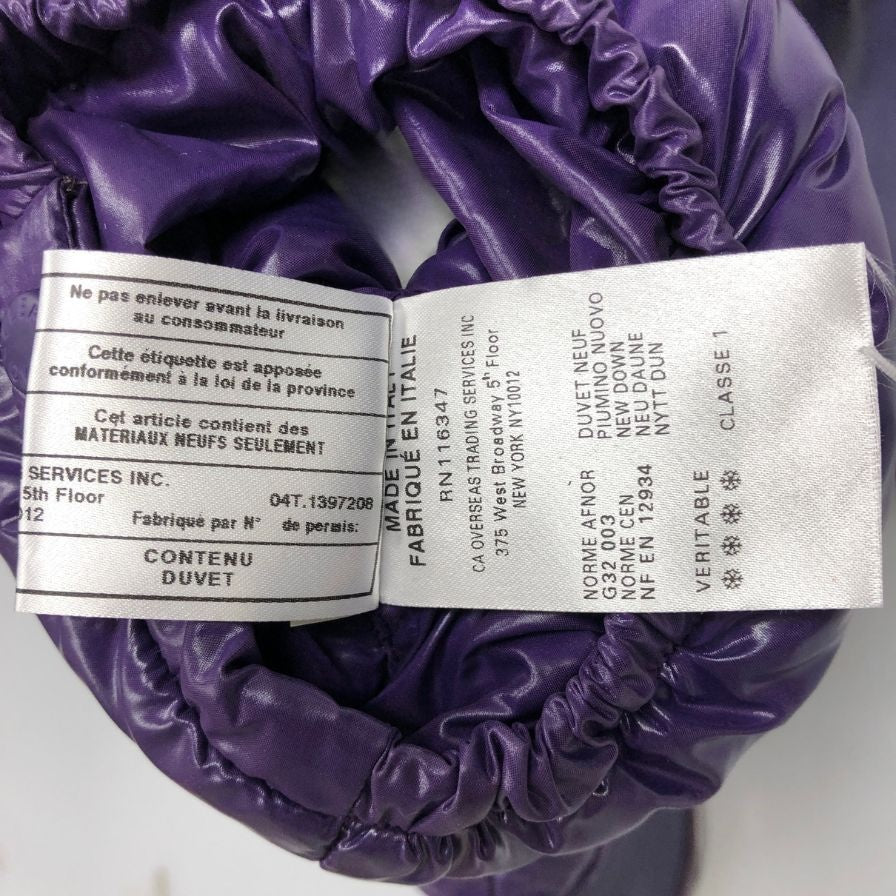 Ne pas enlever avant la livraison
au consommateur
Cette étiquette est apposée
conformément à la loi de la province
Cet article contient des
MATERIAUX NEUFS SEULEMENT
SERVICES INC.
5th Floor
04T.1397208
012
Fabriqué par N° de permis:
CONTENU
DUVET
MADE IN ITALY
FABRIQUÉ EN ITALIE
RN116347
CA OVERSEAS TRADING SERVICES INC
375 West Broadway 5th Floor
NEW YORK NY10012
NORME AFNOR
G32 003
NORME CEN
NF EN 12934
DUVET NEUF
PIUMINO NUOVO
NEW DOWN
NEU DAUNE
NYTT DUN
VERITABLE
CLASSE 1